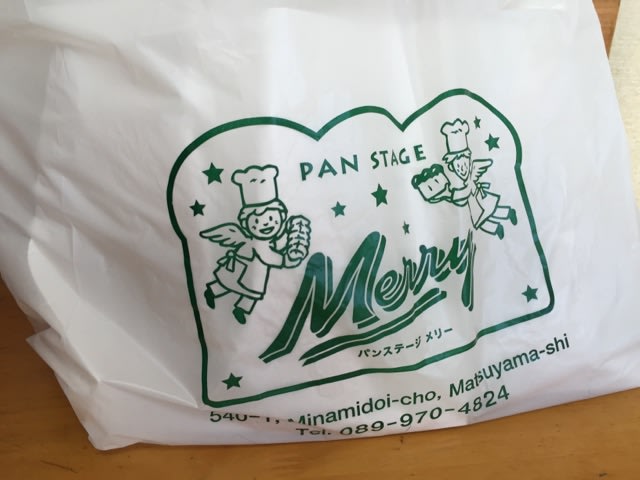 PAN STAGE
Merry
パンステージ メリー
540-1, Minamidoi-cho, Matsuyama-shi
Tel. 089-970-4824